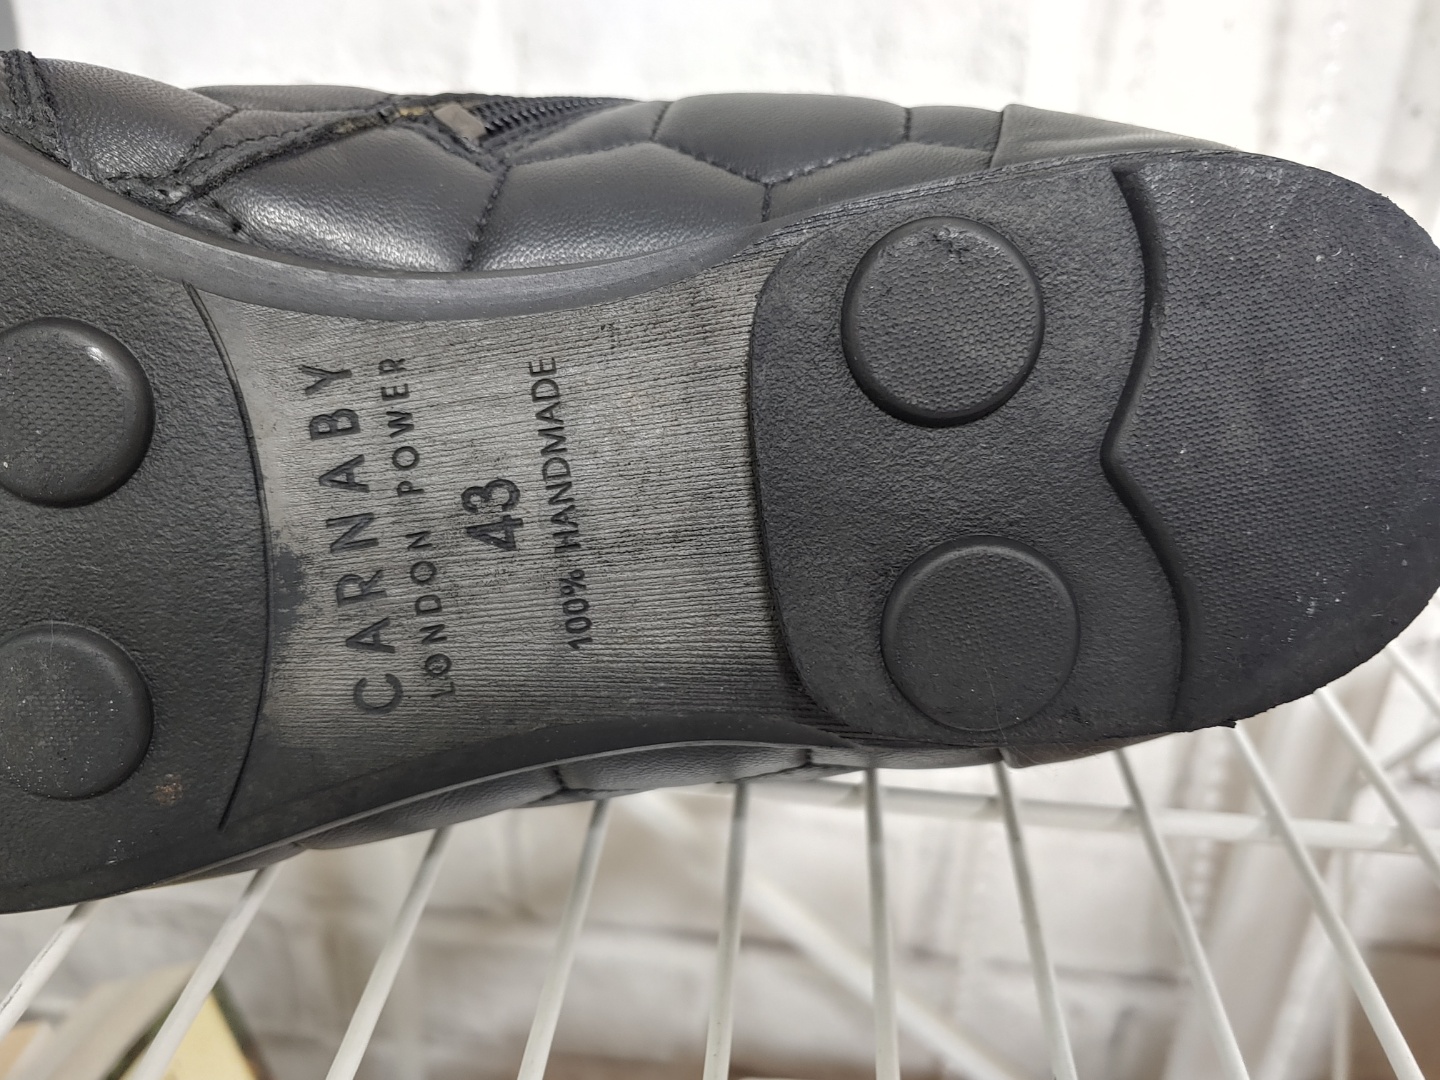 CARNABY
LONDON POWER
43
100% HANDMADE